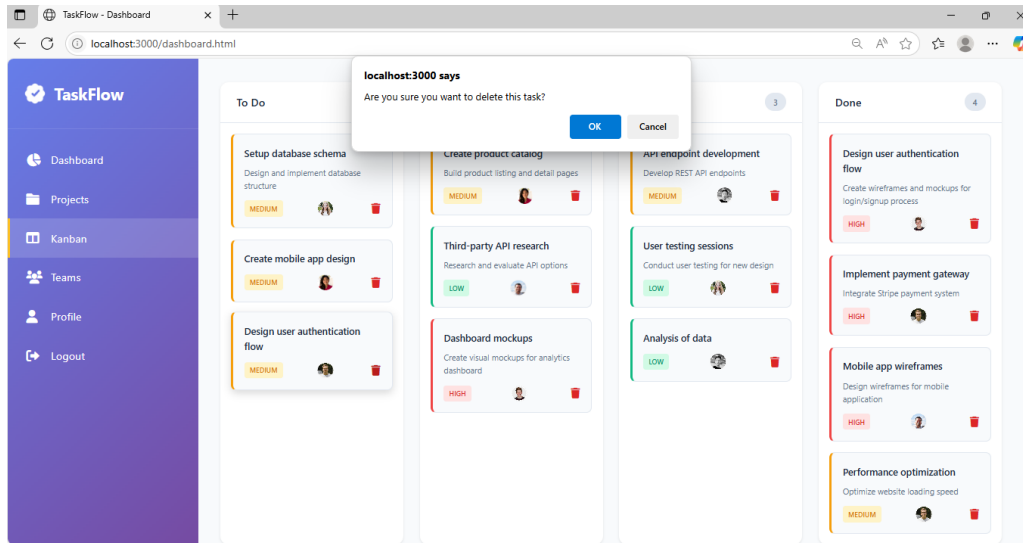 TaskFlow - Dashboard
localhost:3000/dashboard.html
TaskFlow
Dashboard
Projects
Kanban
Teams
Profile
Logout
localhost:3000 says
Are you sure you want to delete this task?
OK
Cancel
To Do
Setup database schema
Design and implement database
structure
MEDIUM
Create mobile app design
MEDIUM
Design user authentication
flow
MEDIUM
Create product catalog
Build product listing and detail pages
MEDIUM
Third-party API research
Research and evaluate API options
LOW
Dashboard mockups
Create visual mockups for analytics
dashboard
HIGH
3
API endpoint development
Develop REST API endpoints
MEDIUM
User testing sessions
Conduct user testing for new design
LOW
Analysis of data
LOW
Done
4
Design user authentication
flow
Create wireframes and mockups for
login/signup process
HIGH
Implement payment gateway
Integrate Stripe payment system
HIGH
Mobile app wireframes
Design wireframes for mobile
application
HIGH
Performance optimization
Optimize website loading speed
MEDIUM